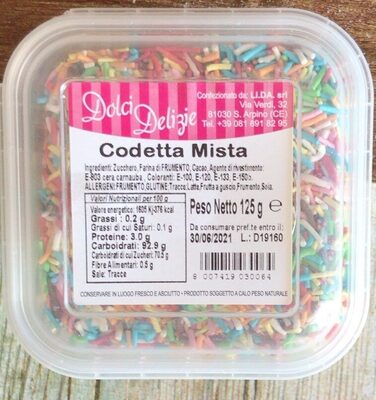 Dolci Delizie
Confezionato da: LI.DA. srl
Via Verdi, 32
81030 S. Arpino (CE)
Tel. +39 081 891 82 95
Codetta Mista
Ingredienti: Zucchero, Farina di FRUMENTO, Cacao, Agente di rivestimento:
E-903 cera carnauba, Coloranti: E-100, E-120, E-133, E-160c.
ALLERGENI:FRUMENTO,GLUTINE.Tracce:Latte,Frutta a guscio,Frumento,Soia.
Valori Nutrizionali per 100 g
Valore energetico: 1605 Kj-378 kcal
Grassi : 0.2 g
Grassi di cui Saturi: 0.1 g
Proteine: 3.0 g
Carboidrati: 92.9 g
Carboidrati di cui Zuccheri: 70.5 g
Fibre Alimentari: 0.5 g
Sale: Tracce
Peso Netto 125 g e
Da consumare pref.te entro il:
30/06/2021 L.: D19160
8 007419 030064
CONSERVARE IN LUOGO FRESCO E ASCIUTTO - PRODOTTO SOGGETTO A CALO PESO NATURALE